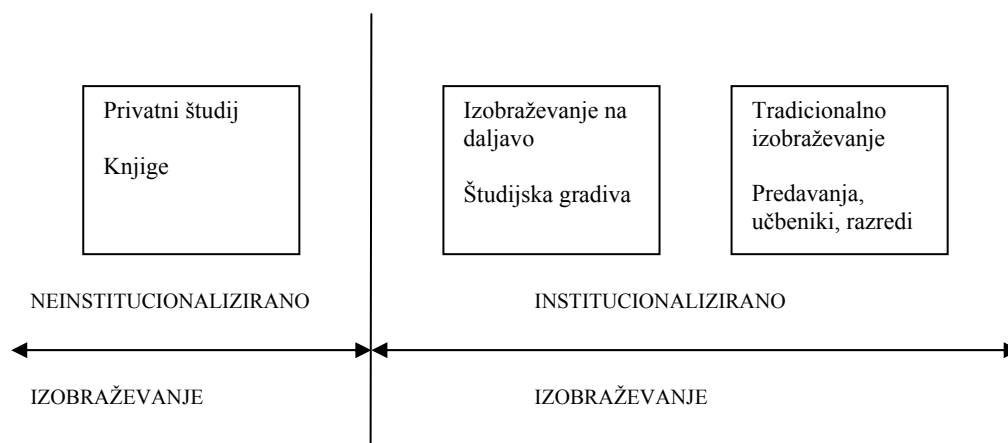 Privatni študij
Knjige
Izobraževanje na
daljavo
Študijska gradiva
Tradicionalno
izobraževanje
Predavanja,
učbeniki, razredi
NEINSTITUCIONALIZIRANO
INSTITUCIONALIZIRANO
IZOBRAŽEVANJE
IZOBRAŽEVANJE